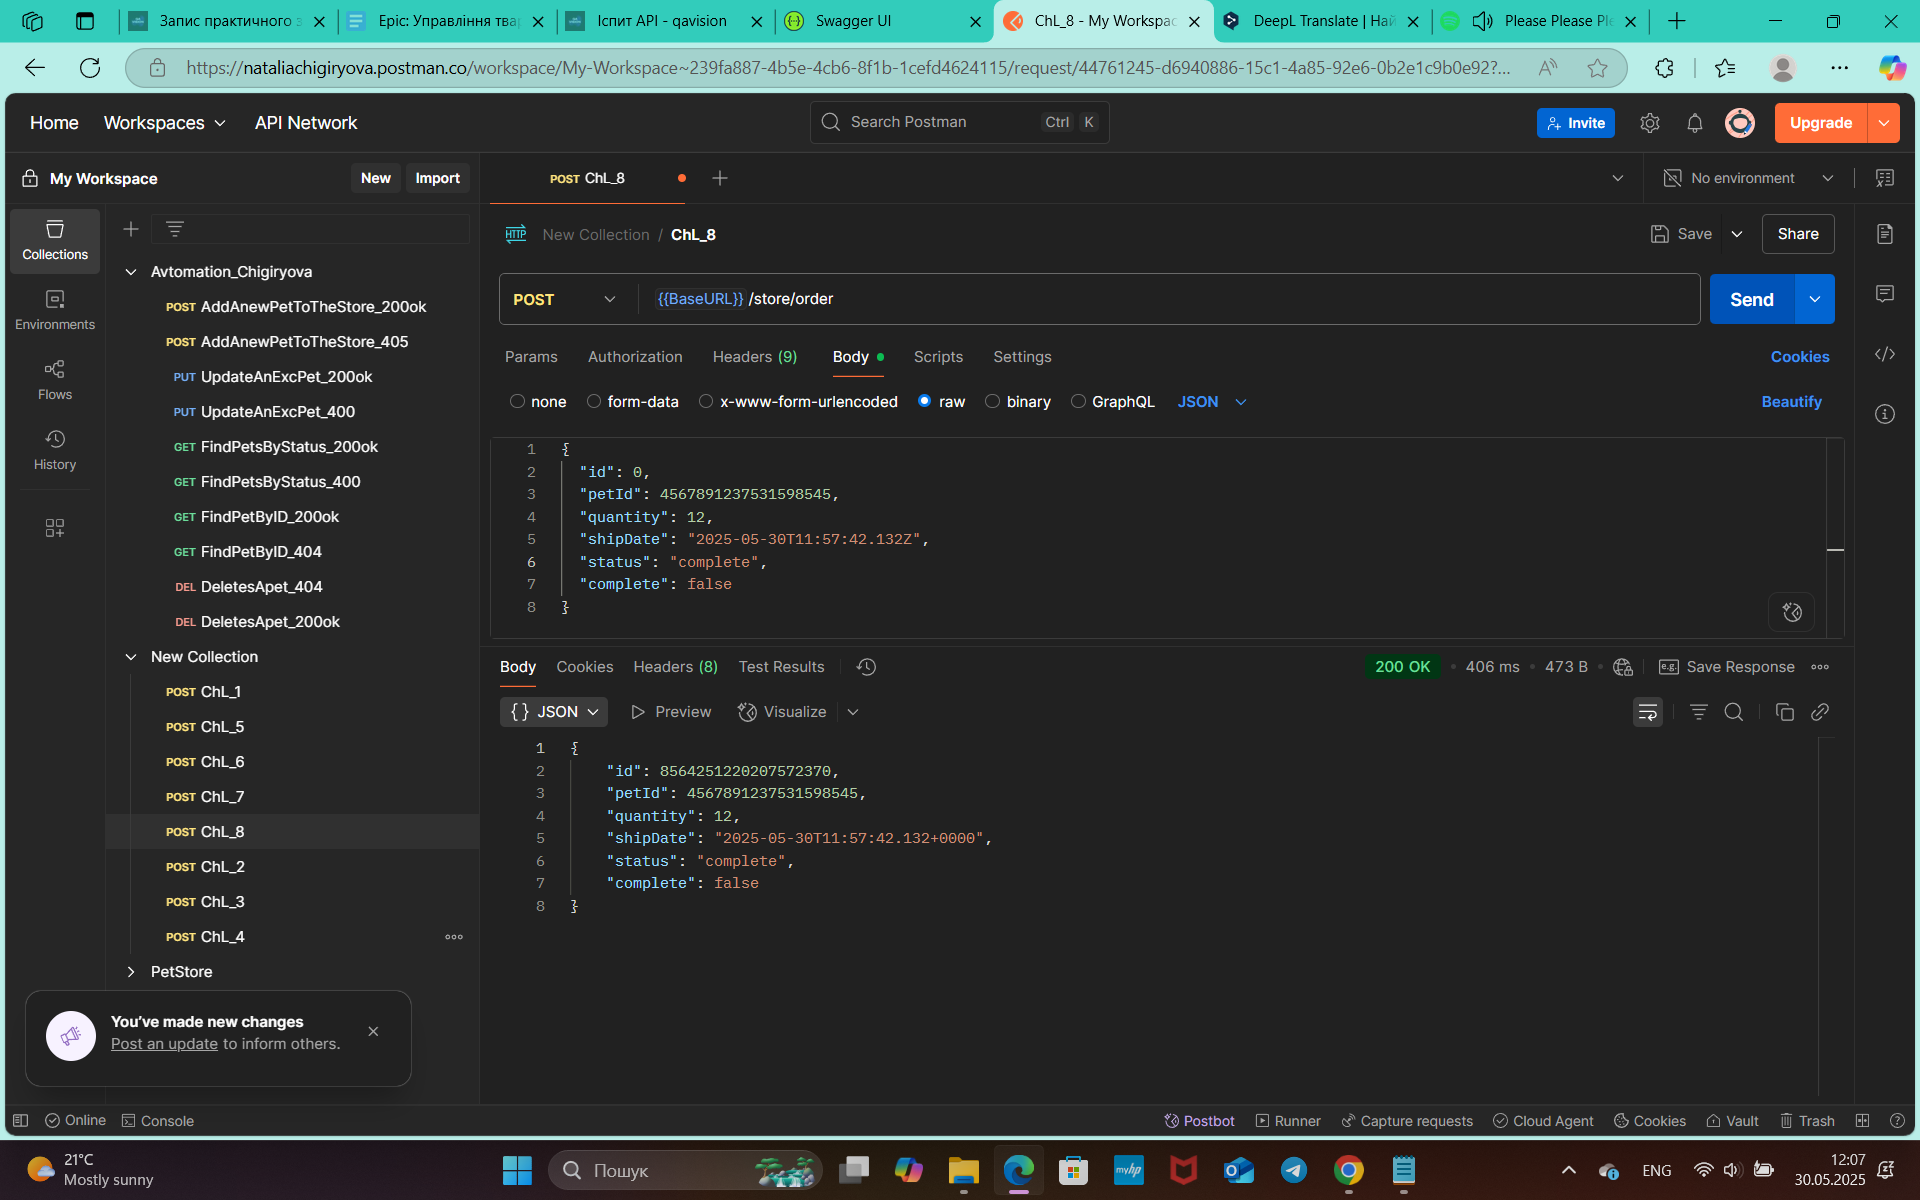 Запис практичного з
Epic: Управління твар
Іспит API - qavision
Swagger UI
ChL_8 - My Workspac
DeepL Translate | Най
Please Please Ple
https://nataliachigiryova.postman.co/workspace/My-Workspace~239fa887-4b5e-4cb6-8f1b-1cefd4624115/request/44761245-d6940886-15c1-4a85-92e6-0b2e1c9b0e92?...
Home
Workspaces
API Network
Search Postman
Ctrl K
Invite
Upgrade
My Workspace
New
Import
POST ChL_8
No environment
Collections
Environments
Flows
History
Avtomation_Chigiryova
POST AddAnewPetToTheStore_200ok
POST AddAnewPetToTheStore_405
PUT UpdateAnExcPet_200ok
PUT UpdateAnExcPet_400
GET FindPetsByStatus_200ok
GET FindPetsByStatus_400
GET FindPetByID_200ok
GET FindPetByID_404
DEL DeletesApet_404
DEL DeletesApet_200ok
New Collection
POST ChL_1
POST ChL_5
POST ChL_6
POST ChL_7
POST ChL_8
POST ChL_2
POST ChL_3
POST ChL_4
PetStore
You've made new changes
Post an update to inform others.
HTTP New Collection / ChL_8
Save
Share
POST
{{BaseURL}} /store/order
Send
Params Authorization Headers (9) Body Scripts Settings
Cookies
none form-data x-www-form-urlencoded raw binary GraphQL JSON
Beautify
1 {
2 "id": 0,
3 "petId": 4567891237531598545,
4 "quantity": 12,
5 "shipDate": "2025-05-30T11:57:42.132Z",
6 "status": "complete",
7 "complete": false
8 }
Body Cookies Headers (8) Test Results
200 OK • 406 ms • 473 B
e.g. Save Response
{} JSON Preview Visualize
1 {
2 "id": 8564251220207572370,
3 "petId": 4567891237531598545,
4 "quantity": 12,
5 "shipDate": "2025-05-30T11:57:42.132+0000",
6 "status": "complete",
7 "complete": false
8 }
Online Console
Postbot Runner Capture requests Cloud Agent Cookies Vault Trash
21°C
Mostly sunny
Пошук
myhp
ENG
12:07
30.05.2025